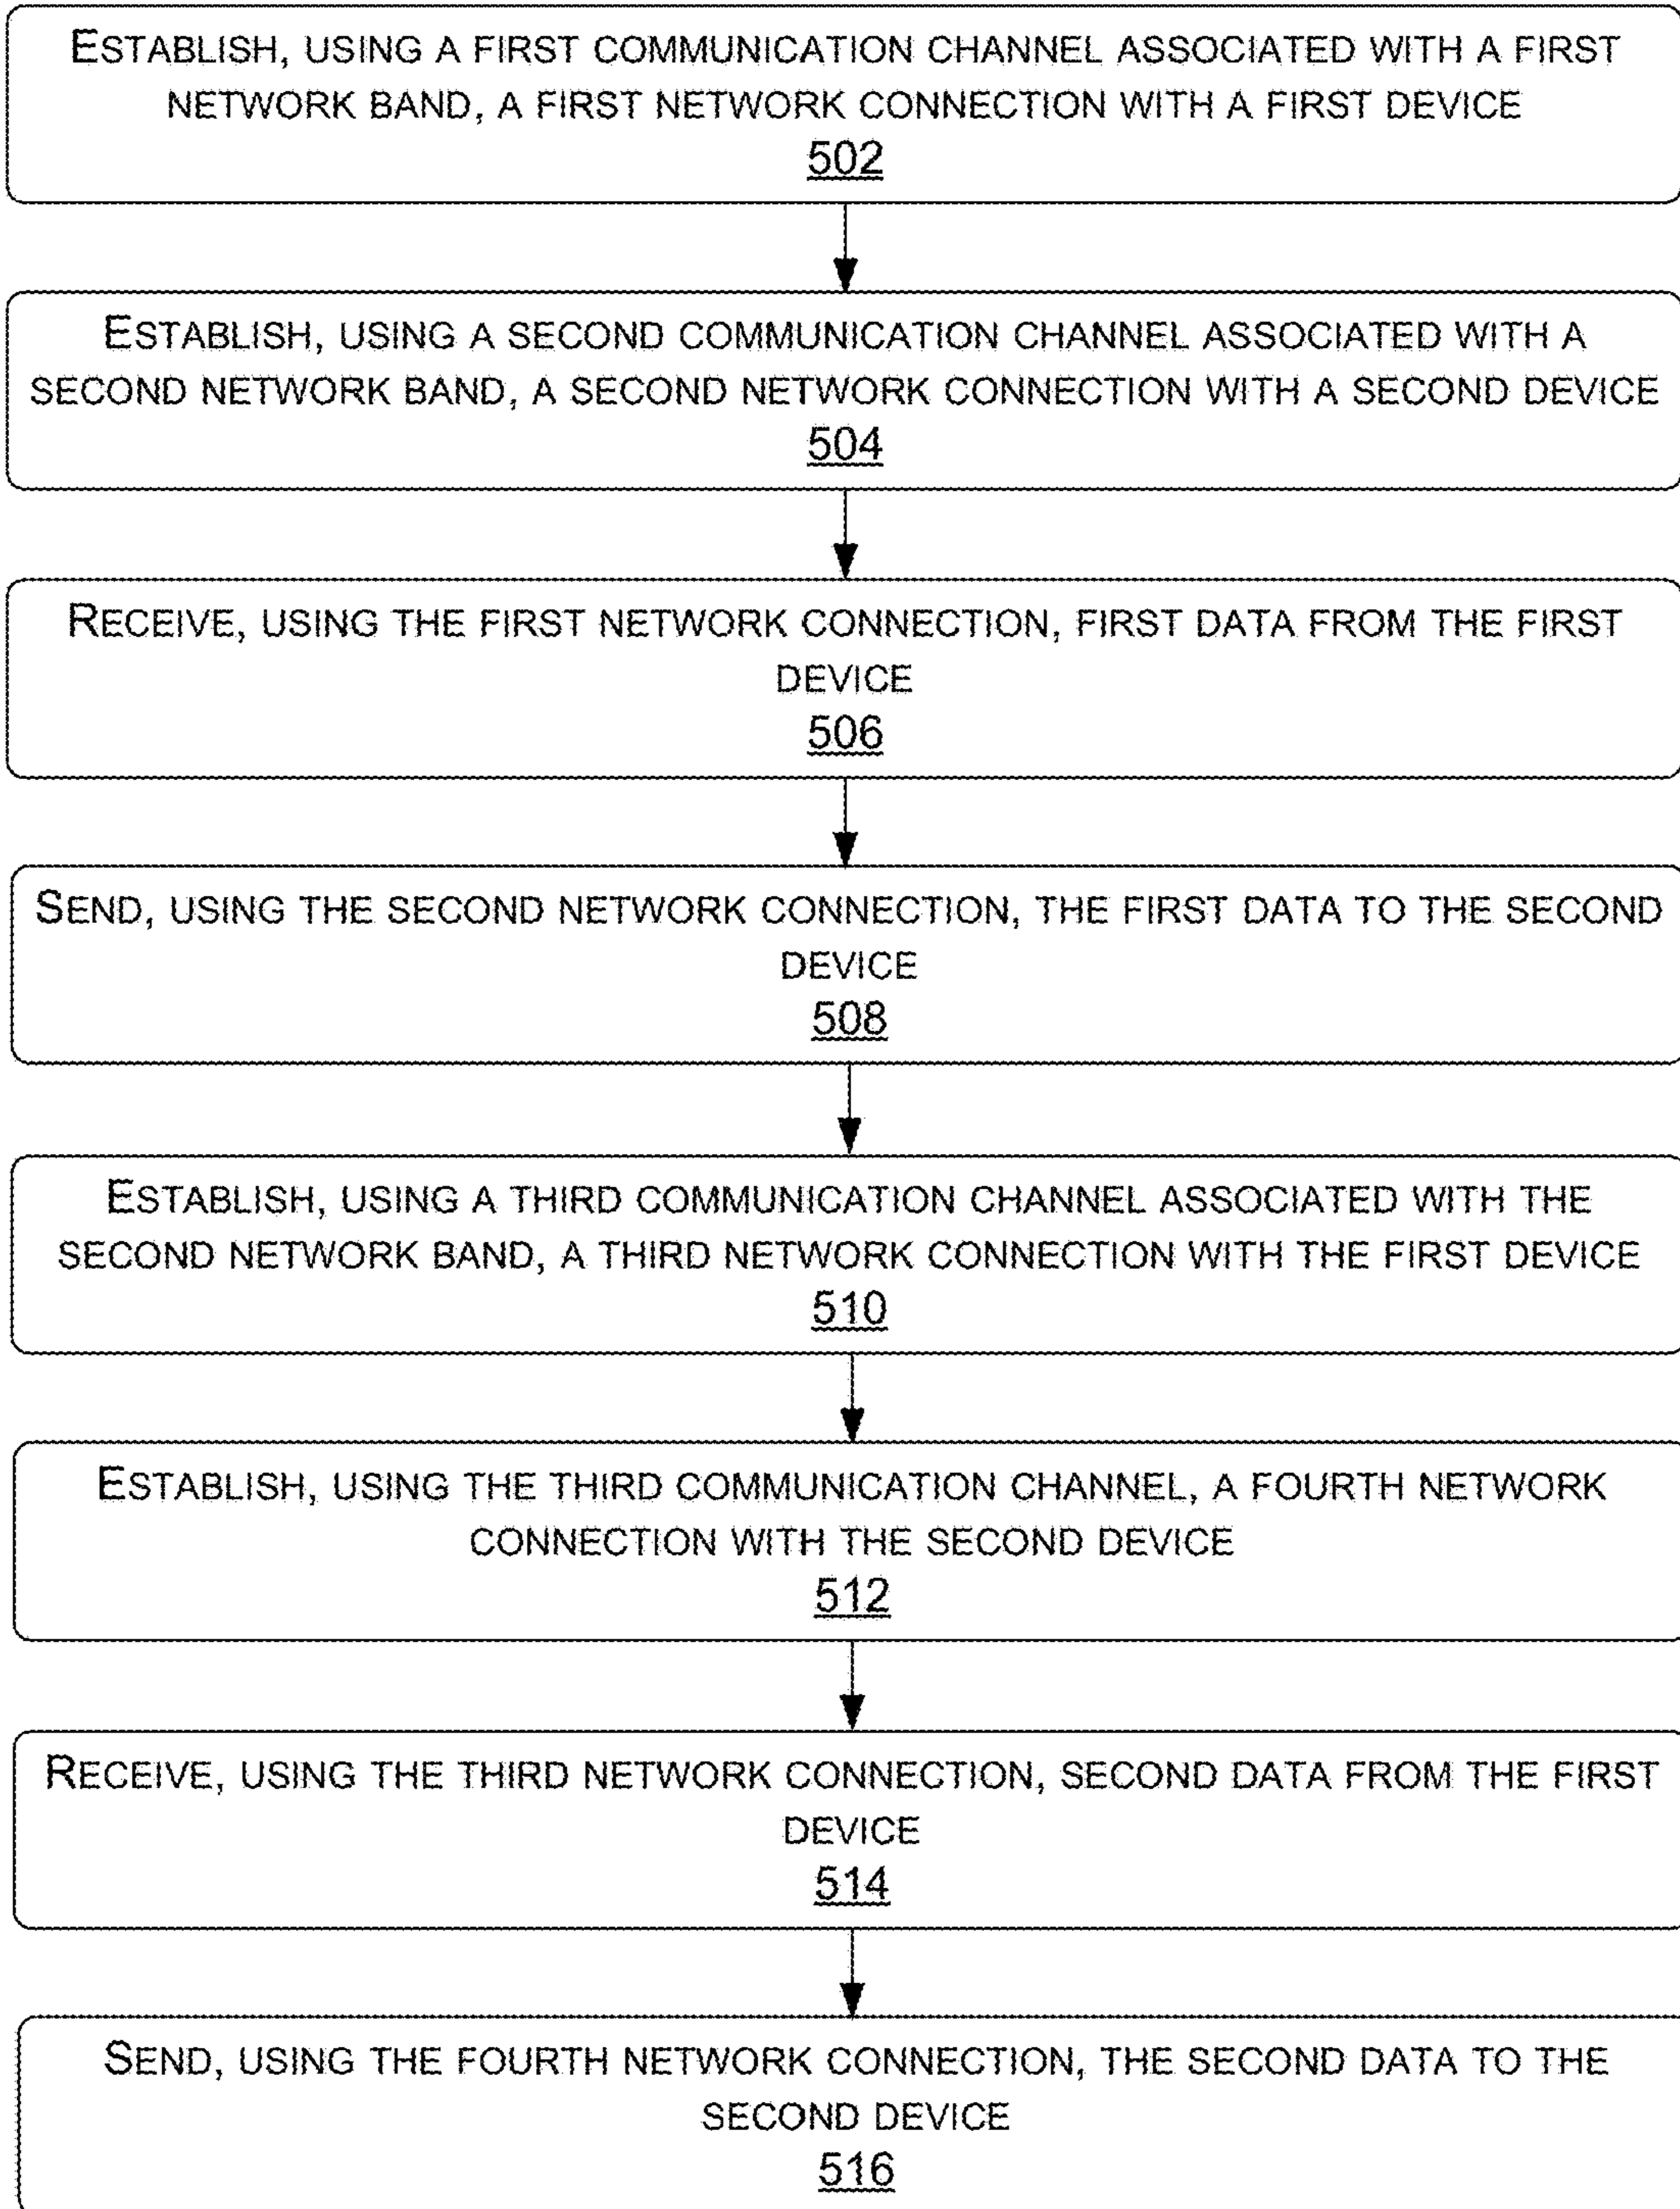 ESTABLISH, USING A FIRST COMMUNICATION CHANNEL ASSOCIATED WITH A FIRST
NETWORK BAND, A FIRST NETWORK CONNECTION WITH A FIRST DEVICE
502
ESTABLISH, USING A SECOND COMMUNICATION CHANNEL ASSOCIATED WITH A
SECOND NETWORK BAND, A SECOND NETWORK CONNECTION WITH A SECOND DEVICE
504
RECEIVE, USING THE FIRST NETWORK CONNECTION, FIRST DATA FROM THE FIRST
DEVICE
506
SEND, USING THE SECOND NETWORK CONNECTION, THE FIRST DATA TO THE SECOND
DEVICE
508
ESTABLISH, USING A THIRD COMMUNICATION CHANNEL ASSOCIATED WITH THE
SECOND NETWORK BAND, A THIRD NETWORK CONNECTION WITH THE FIRST DEVICE
510
ESTABLISH, USING THE THIRD COMMUNICATION CHANNEL, A FOURTH NETWORK
CONNECTION WITH THE SECOND DEVICE
512
RECEIVE, USING THE THIRD NETWORK CONNECTION, SECOND DATA FROM THE FIRST
DEVICE
514
SEND, USING THE FOURTH NETWORK CONNECTION, THE SECOND DATA TO THE
SECOND DEVICE
516